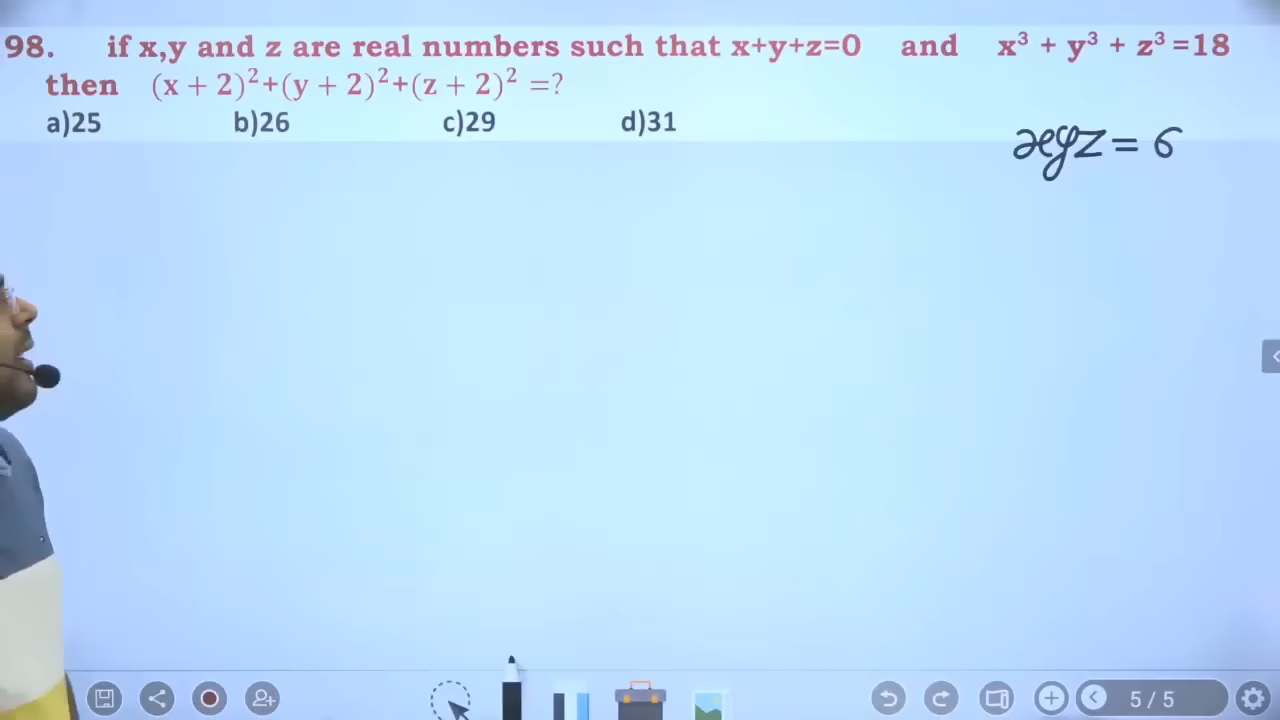 98. if x,y and z are real numbers such that x+y+z=0 and x³ + y³ + z³ =18
then (x + 2)²+(y + 2)²+(z + 2)² =?
a)25 b)26 c)29 d)31
xyz = 6
5 / 5